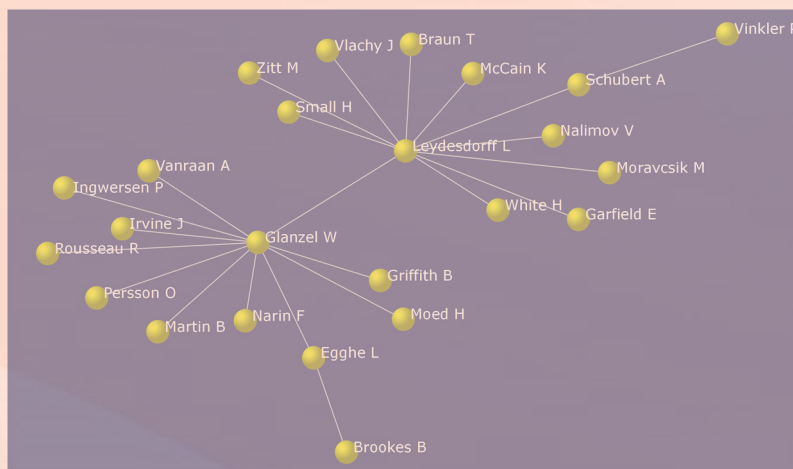 Vinkler P
Vlachy J
Braun T
Zitt M
McCain K
Schubert A
Small H
Nalimov V
Leydesdorff L
Moravcsik M
Vanraan A
Ingwersen P
White H
Garfield E
Irvine J
Glanzel W
Rousseau R
Griffith B
Persson O
Narin F
Moed H
Martin B
Egghe L
Brookes B